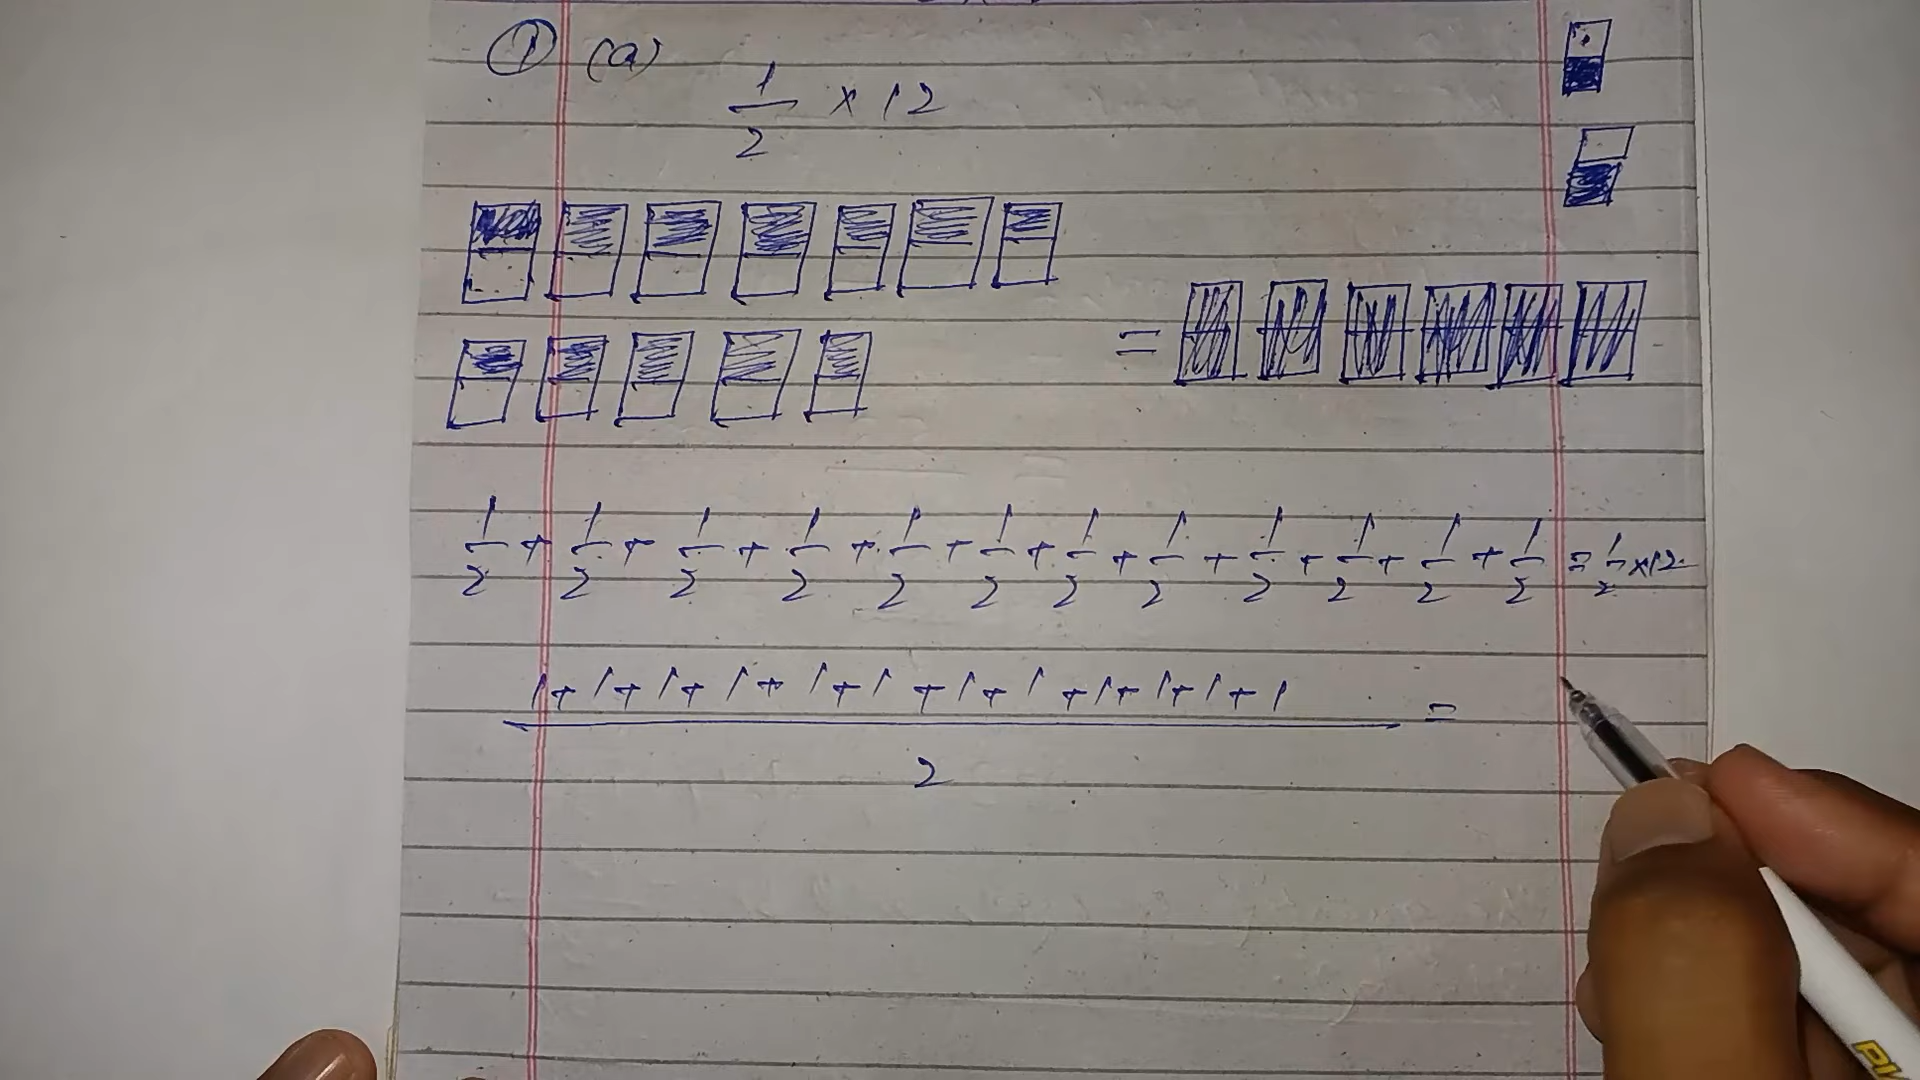 ① (a)
1/2 × 12
=
1/2 + 1/2 + 1/2 + 1/2 + 1/2 + 1/2 + 1/2 + 1/2 + 1/2 + 1/2 + 1/2 + 1/2 = 1/2 ×12
1+1+1+1+1+1+1+1+1+1+1+1 =
2